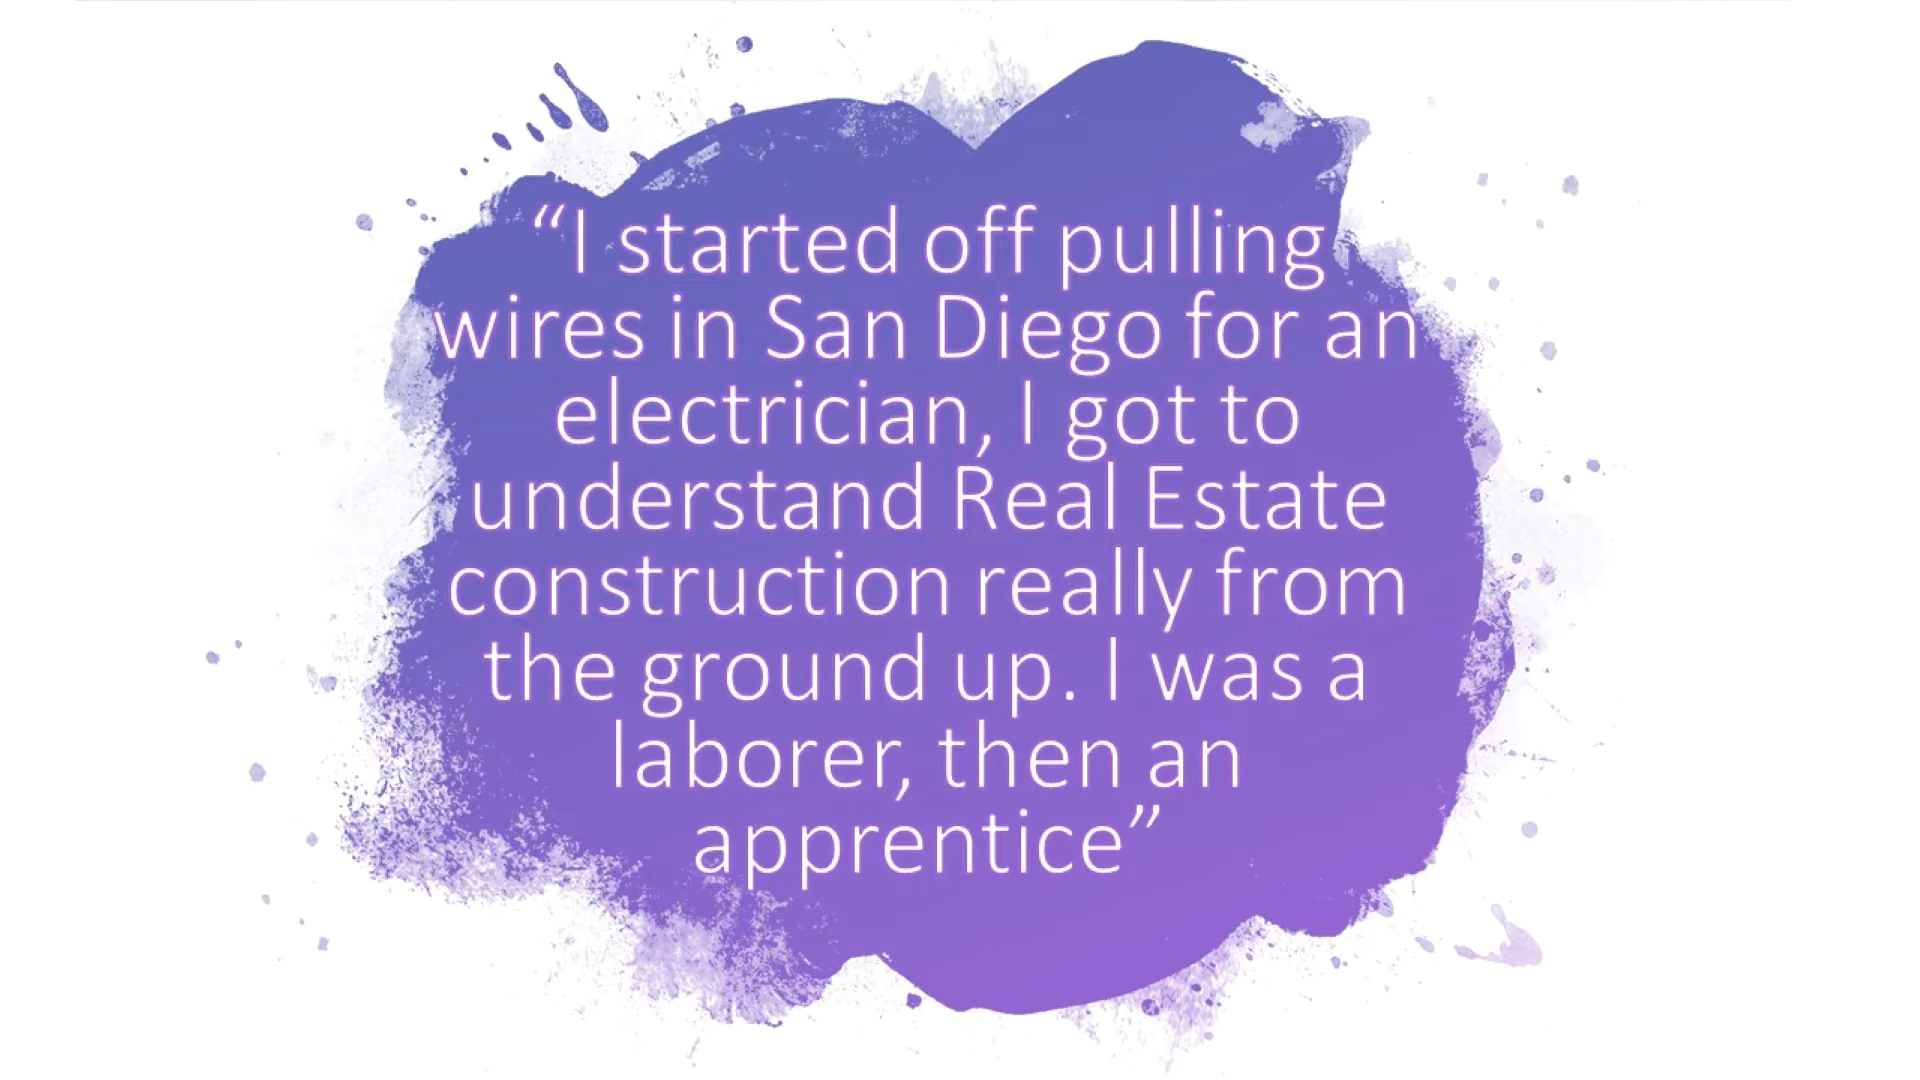 “I started off pulling
wires in San Diego for an
electrician, I got to
understand Real Estate
construction really from
the ground up. I was a
laborer, then an
apprentice”